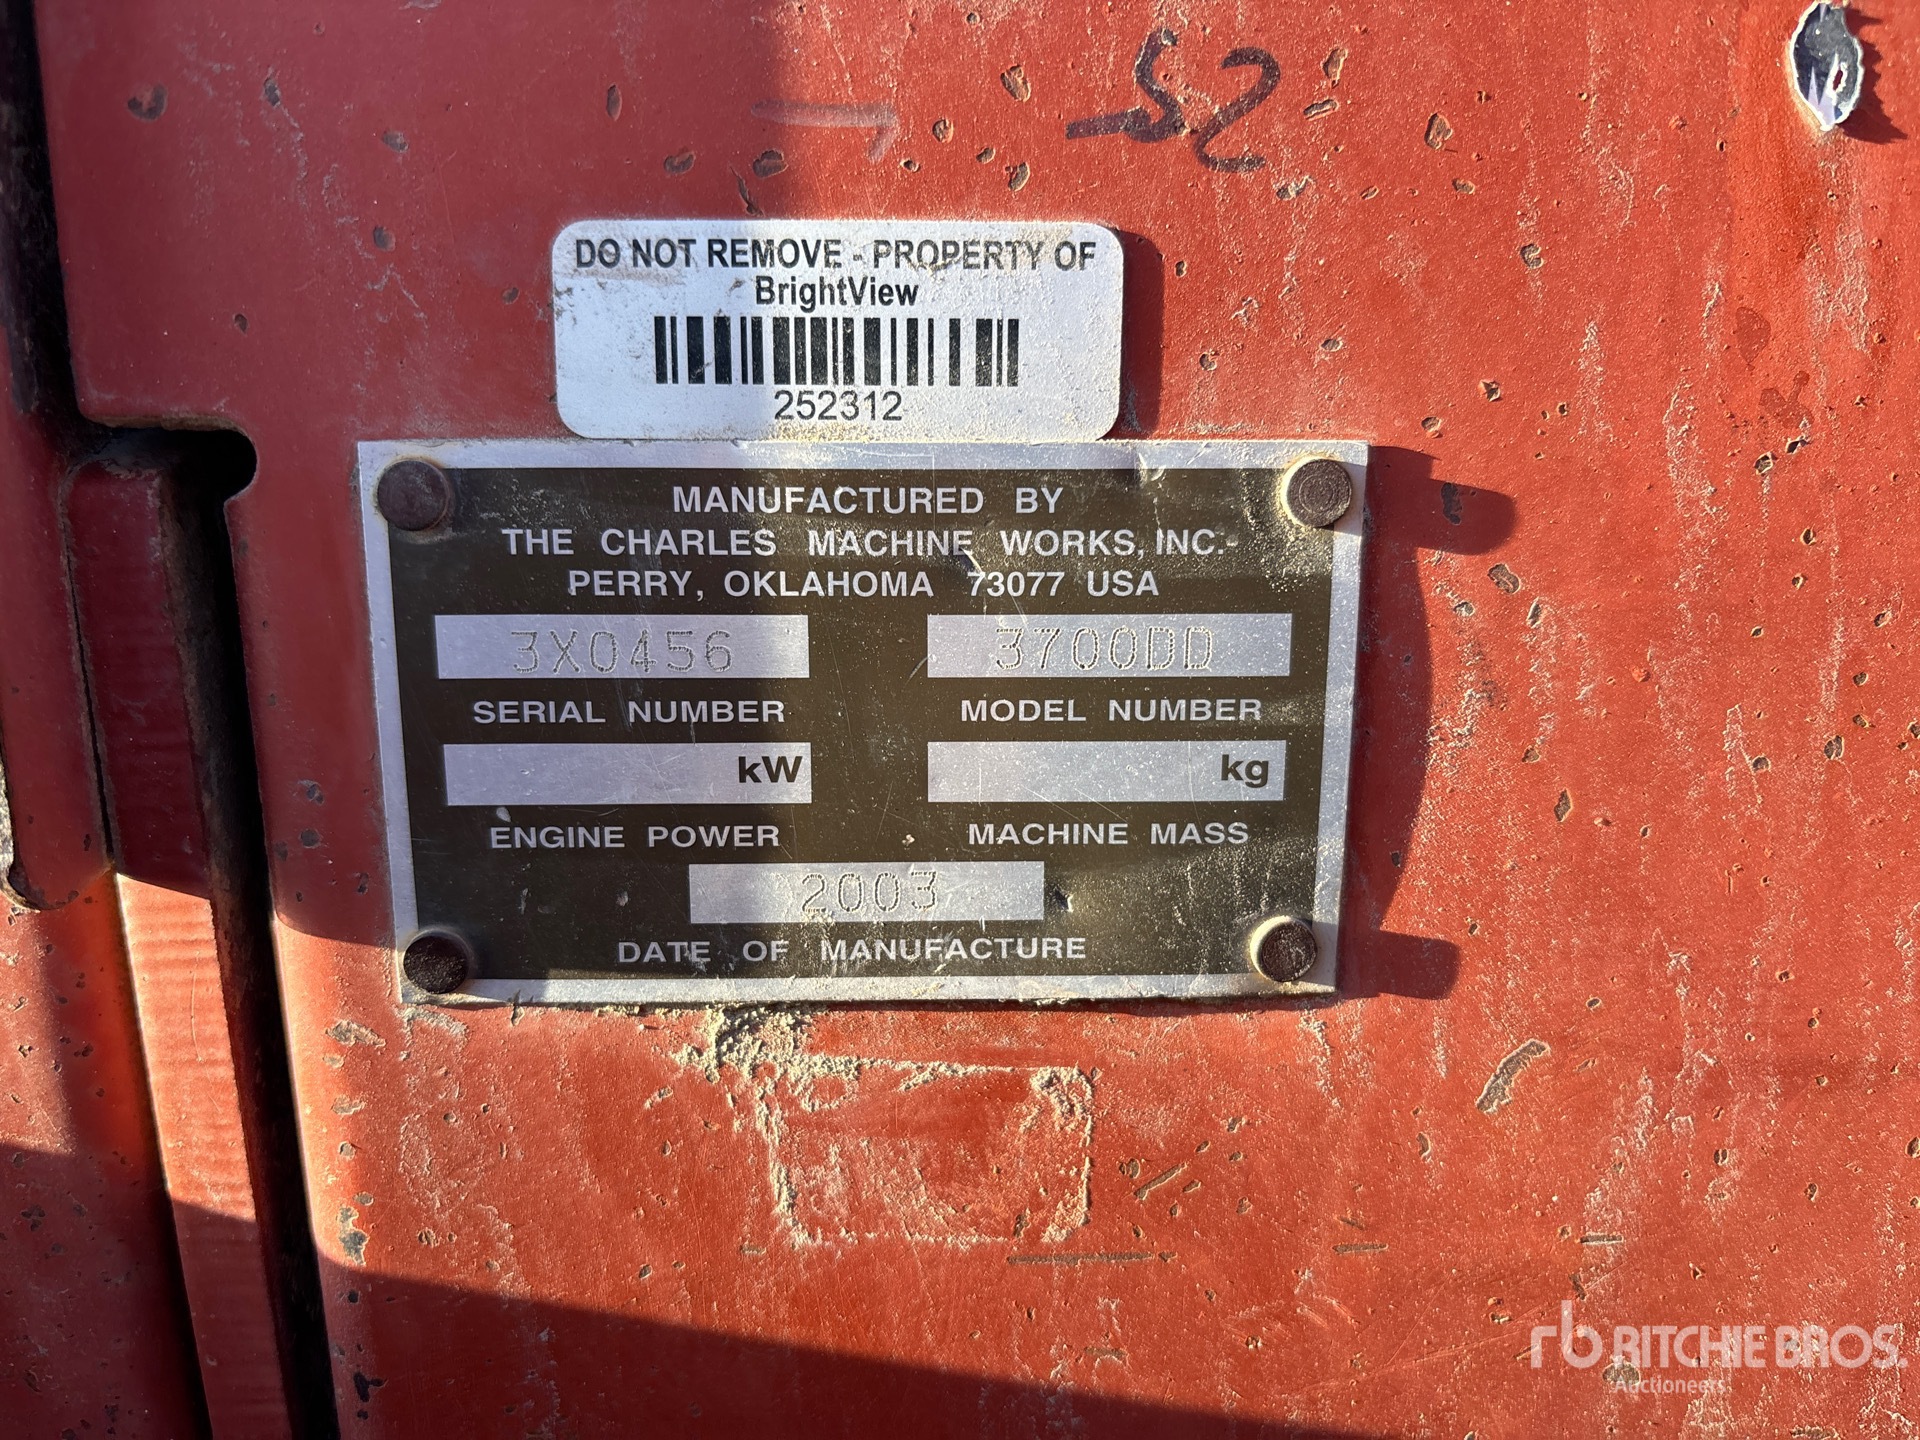 52
DO NOT REMOVE - PROPERTY OF
BrightView
252312
MANUFACTURED BY
THE CHARLES MACHINE WORKS, INC.
PERRY, OKLAHOMA 73077 USA
3X0456
3700DD
SERIAL NUMBER
MODEL NUMBER
kW
kg
ENGINE POWER
MACHINE MASS
2003
DATE OF MANUFACTURE
rb RITCHIE BROS.
Auctioneers